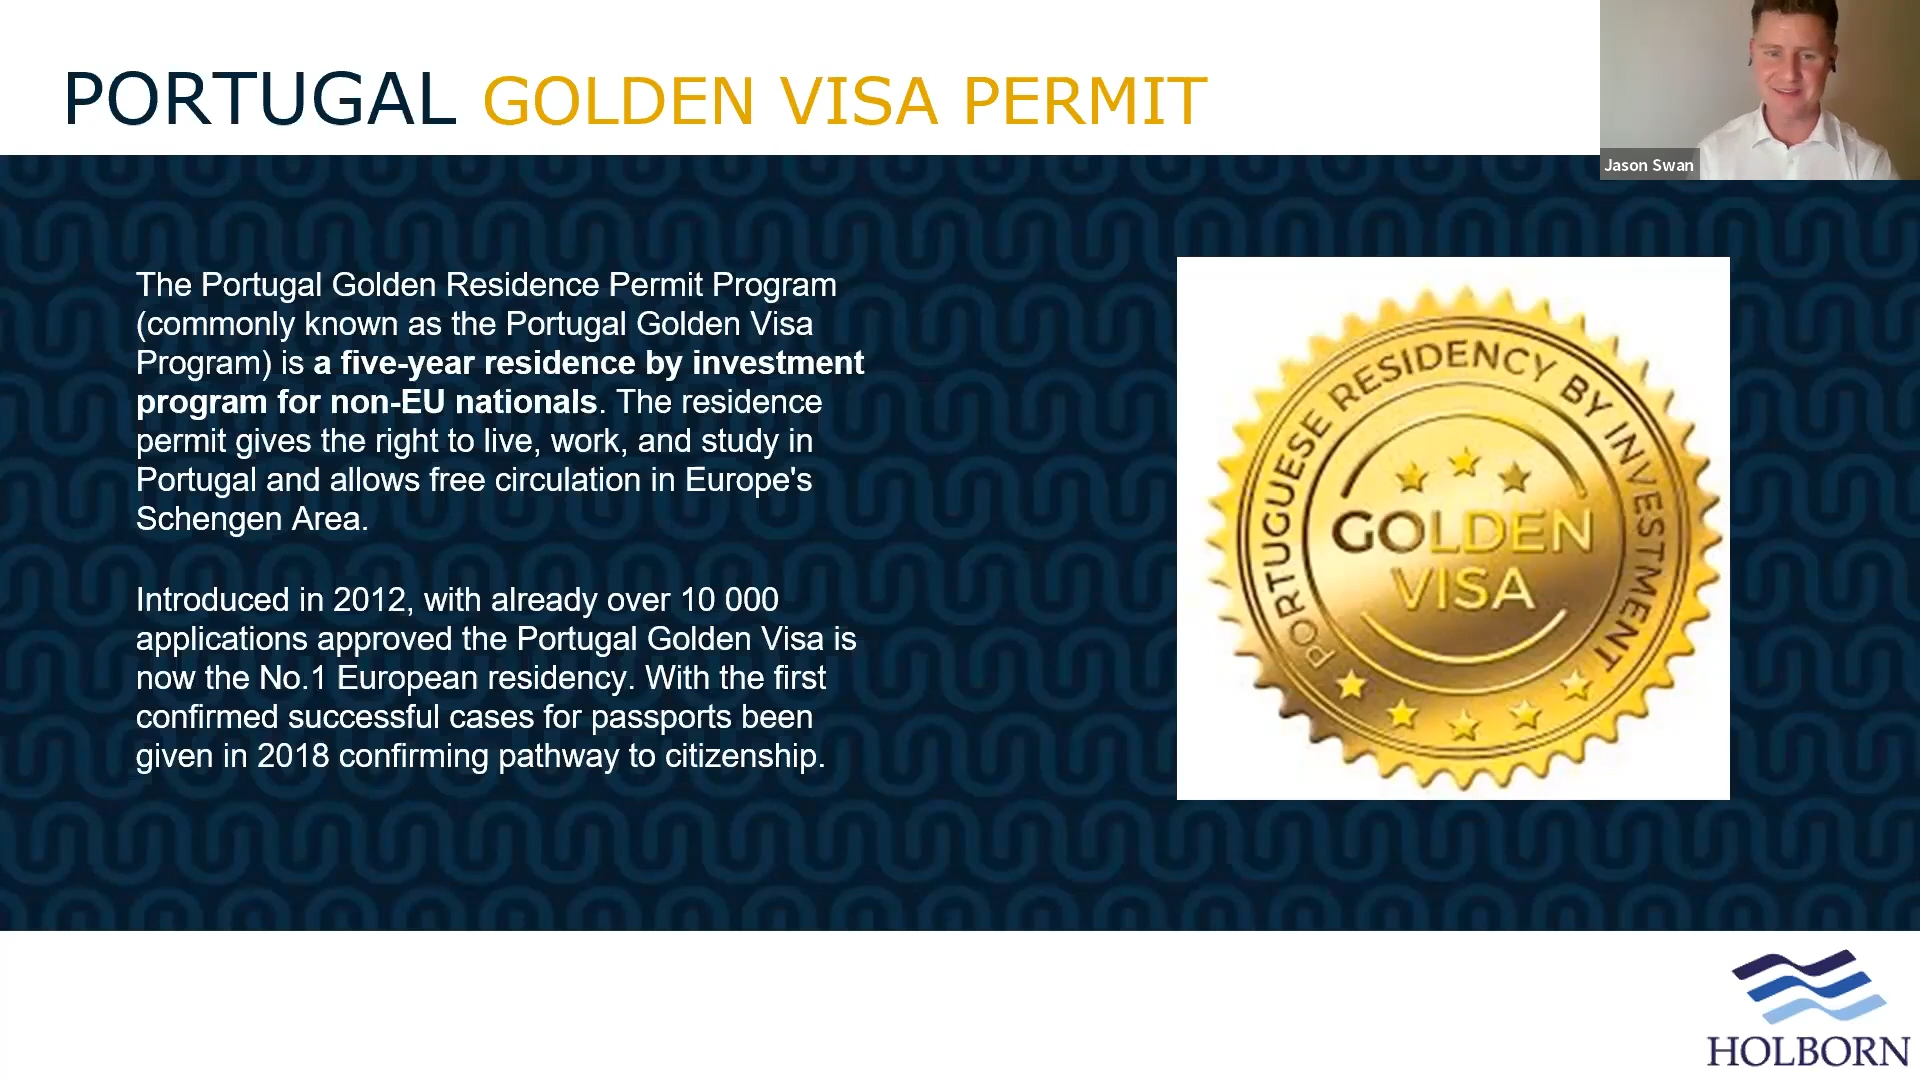 PORTUGAL GOLDEN VISA PERMIT
Jason Swan
The Portugal Golden Residence Permit Program
(commonly known as the Portugal Golden Visa
Program) is a five-year residence by investment
program for non-EU nationals. The residence
permit gives the right to live, work, and study in
Portugal and allows free circulation in Europe's
Schengen Area.
Introduced in 2012, with already over 10 000
applications approved the Portugal Golden Visa is
now the No.1 European residency. With the first
confirmed successful cases for passports been
given in 2018 confirming pathway to citizenship.
PORTUGUESE RESIDENCY BY INVESTMENT
GOLDEN
VISA
HOLBORN